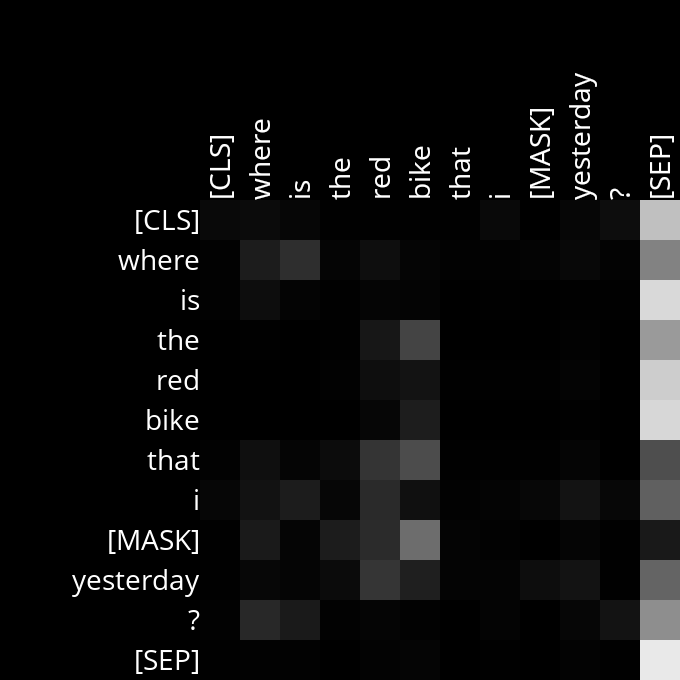 [CLS] where is the red bike that i [MASK] yesterday ? [SEP]
[CLS]
where
is
the
red
bike
that
i
[MASK]
yesterday
?
[SEP]